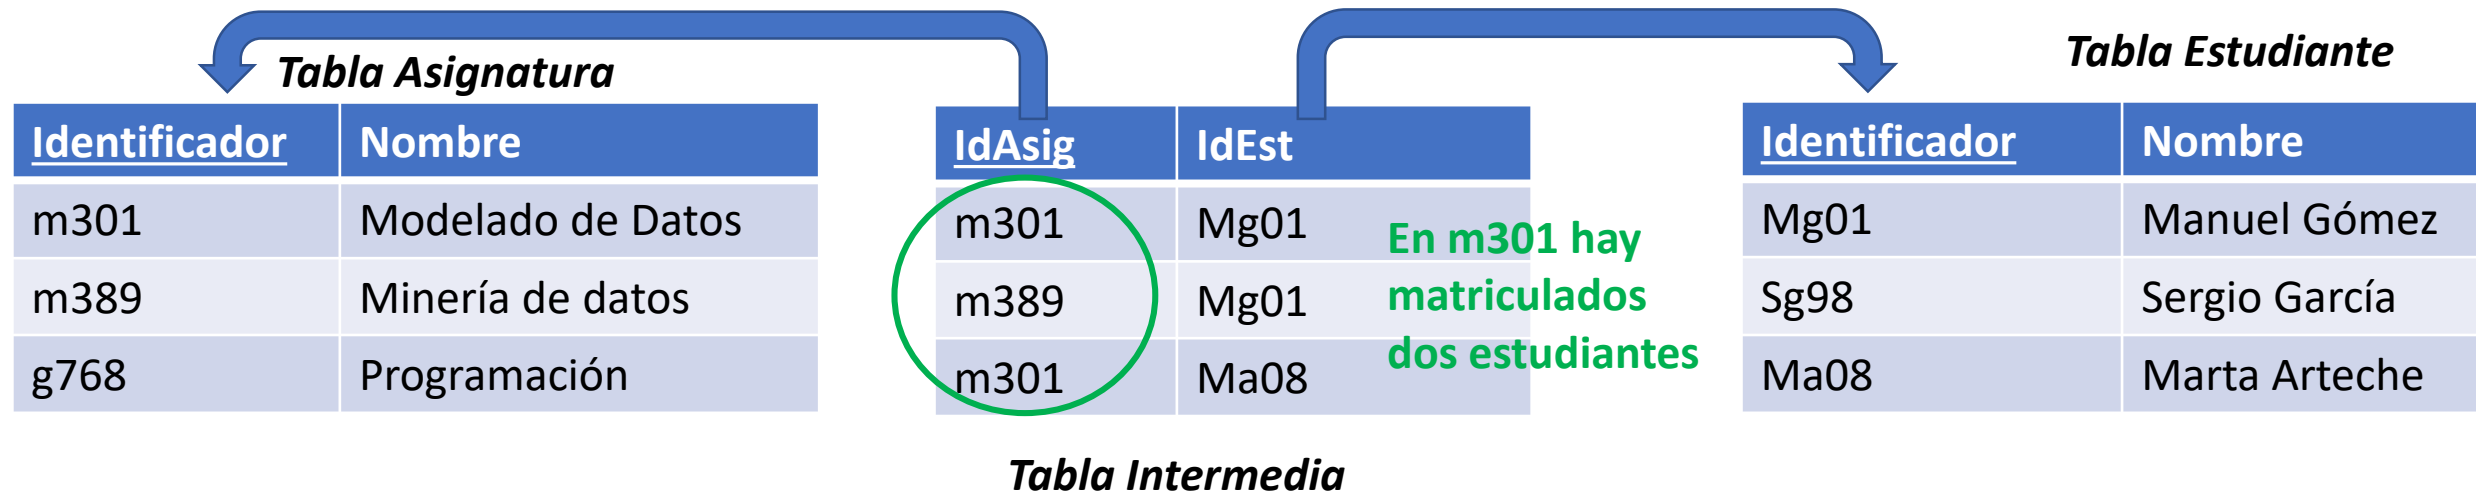 Tabla Asignatura
Identificador Nombre
m301 Modelado de Datos
m389 Minería de datos
g768 Programación
IdAsig IdEst
m301 Mg01
m389 Mg01
m301 Ma08
En m301 hay
matriculados
dos estudiantes
Tabla Intermedia
Tabla Estudiante
Identificador Nombre
Mg01 Manuel Gómez
Sg98 Sergio García
Ma08 Marta Arteche